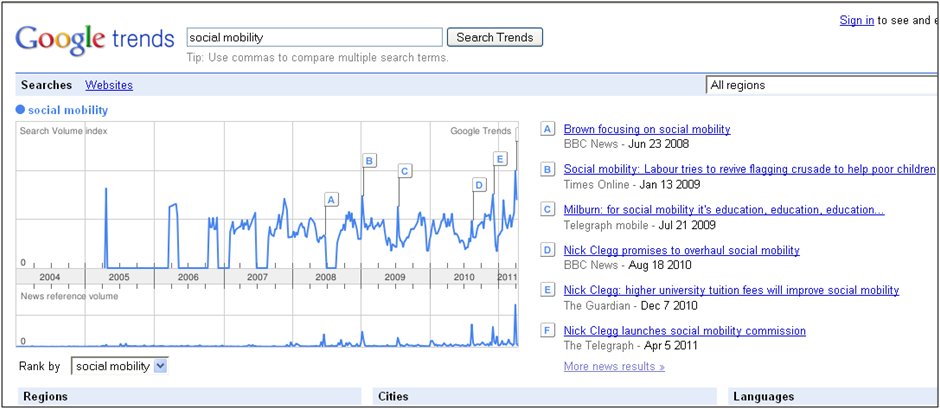 Sign in to see and e
Google trends
social mobility
Search Trends
Tip: Use commas to compare multiple search terms.
Searches Websites
All regions
social mobility
Search Volume index
Google Trends
A
B
C
D
E
0
2004 2005 2006 2007 2008 2009 2010 2011
News reference volume
0
A Brown focusing on social mobility
BBC News - Jun 23 2008
B Social mobility: Labour tries to revive flagging crusade to help poor children
Times Online - Jan 13 2009
C Milburn: for social mobility it's education, education, education...
Telegraph mobile - Jul 21 2009
D Nick Clegg promises to overhaul social mobility
BBC News - Aug 18 2010
E Nick Clegg: higher university tuition fees will improve social mobility
The Guardian - Dec 7 2010
F Nick Clegg launches social mobility commission
The Telegraph - Apr 5 2011
More news results »
Rank by social mobility
Regions Cities Languages